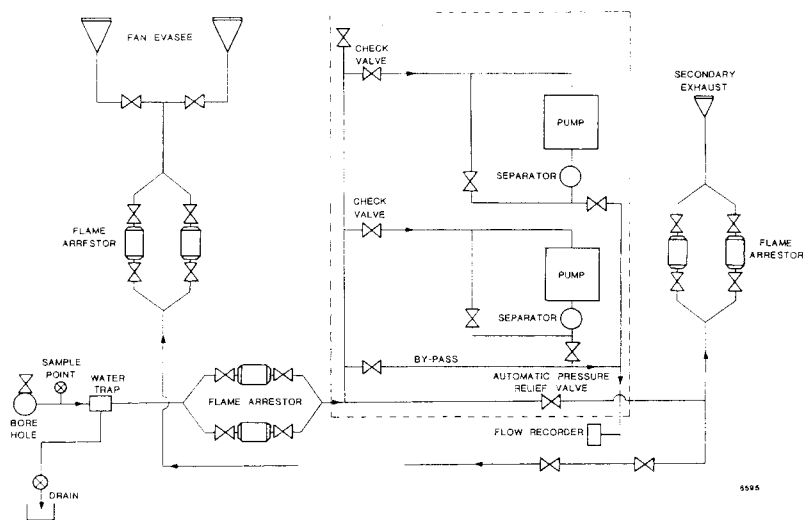 FAN EVASEE
CHECK
VALVE
SECONDARY
EXHAUST
PUMP
SEPARATOR
FLAME
ARRESTOR
CHECK
VALVE
FLAME
ARRESTOR
PUMP
SEPARATOR
BY-PASS
SAMPLE
POINT
WATER
TRAP
AUTOMATIC PRESSURE
RELIEF VALVE
FLAME ARRESTOR
BORE
HOLE
FLOW RECORDER
DRAIN
5595